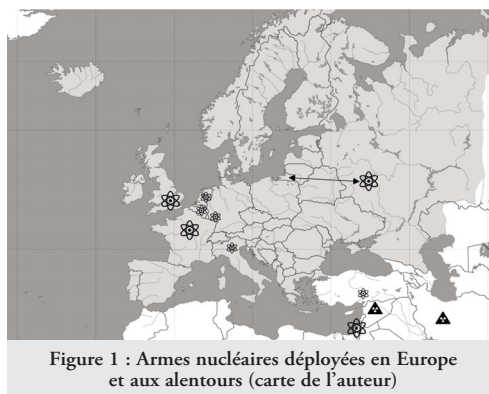 Figure 1 : Armes nucléaires déployées en Europe
et aux alentours (carte de l’auteur)